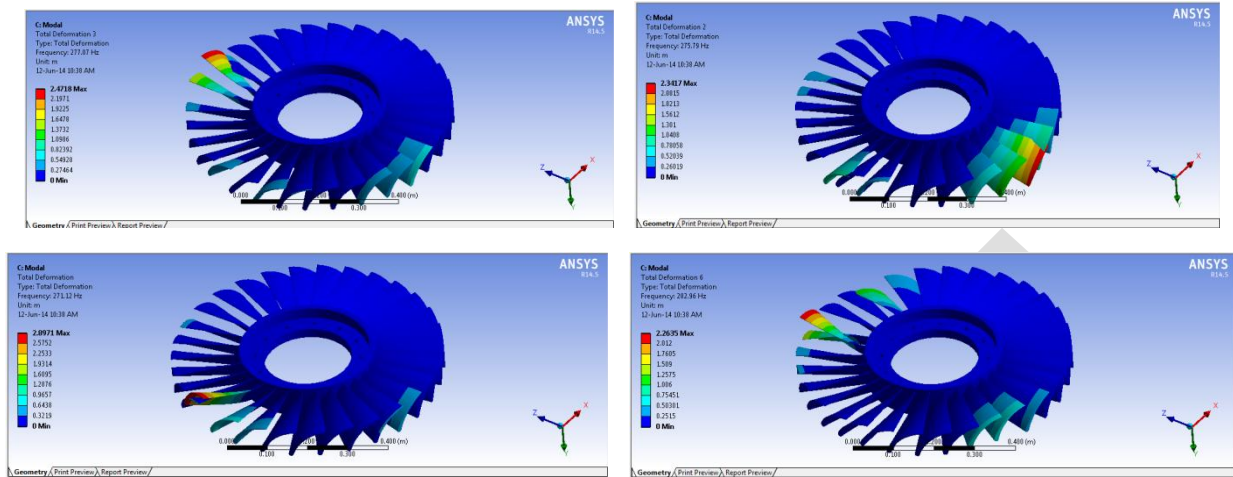 C: Modal
Total Deformation 3
Type: Total Deformation
Frequency: 277.07 Hz
Unit: m
12-Jun-14 10:38 AM
2.4718 Max
2.1971
1.9225
1.6478
1.3732
1.0986
0.82392
0.54928
0.27464
0 Min
ANSYS
R14.5
0.000
0.100
0.300
0.400 (m)
Z
X
Y
Geometry Print Preview Report Preview
C: Modal
Total Deformation 2
Type: Total Deformation
Frequency: 275.79 Hz
Unit: m
12-Jun-14 10:38 AM
2.3417 Max
2.0815
1.8213
1.5612
1.301
1.0408
0.78058
0.52039
0.26019
0 Min
ANSYS
R14.5
0.000
0.100
0.300
0.400 (m)
Z
X
Y
Geometry Print Preview Report Preview
C: Modal
Total Deformation
Type: Total Deformation
Frequency: 271.12 Hz
Unit: m
12-Jun-14 10:38 AM
2.8971 Max
2.5752
2.2533
1.9314
1.6095
1.2876
0.9657
0.6438
0.3219
0 Min
ANSYS
R14.5
0.000
0.200
0.400 (m)
0.100
0.300
Z
X
Y
Geometry Print Preview Report Preview
C: Modal
Total Deformation 6
Type: Total Deformation
Frequency: 282.96 Hz
Unit: m
12-Jun-14 10:38 AM
2.2635 Max
2.012
1.7605
1.509
1.2575
1.006
0.75451
0.50301
0.2515
0 Min
ANSYS
R14.5
0.000
0.200
0.400 (m)
0.100
0.300
Z
X
Y
Geometry Print Preview Report Preview